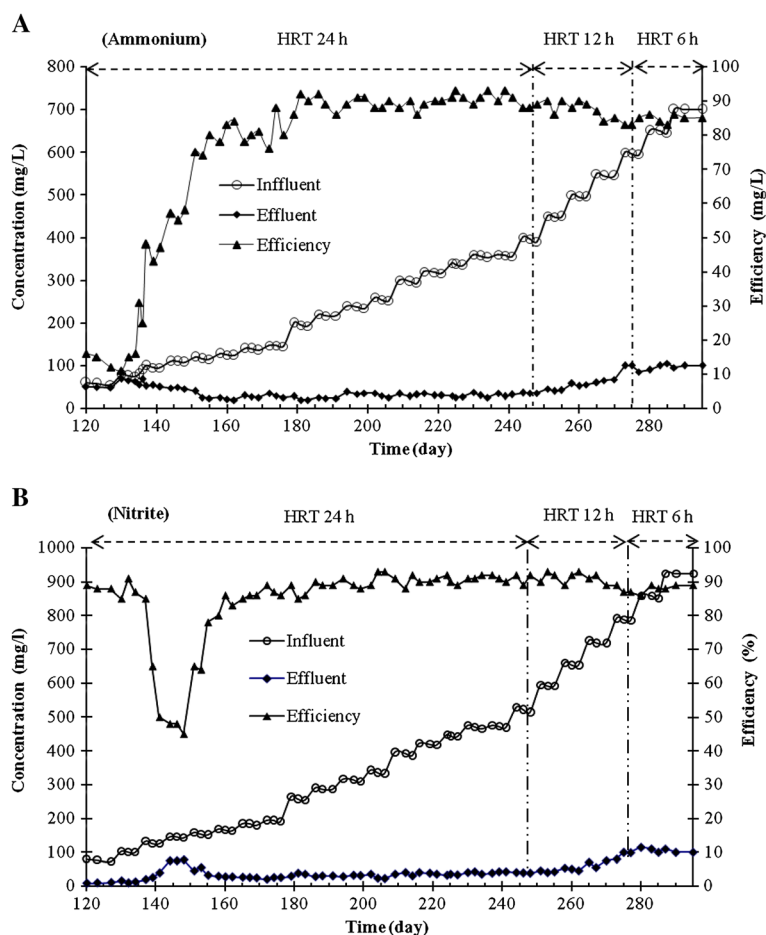 A
(Ammonium)
HRT 24 h
HRT 12 h
HRT 6 h
800
700
600
500
400
300
200
100
0
100
90
80
70
60
50
40
30
20
10
0
Concentration (mg/L)
Efficiency (mg/L)
Inffluent
Effluent
Efficiency
120 140 160 180 200 220 240 260 280
Time (day)
B
(Nitrite)
HRT 24 h
HRT 12 h
HRT 6 h
1000
900
800
700
600
500
400
300
200
100
0
100
90
80
70
60
50
40
30
20
10
0
Concentration (mg/l)
Efficiency (%)
Influent
Effluent
Efficiency
120 140 160 180 200 220 240 260 280
Time (day)